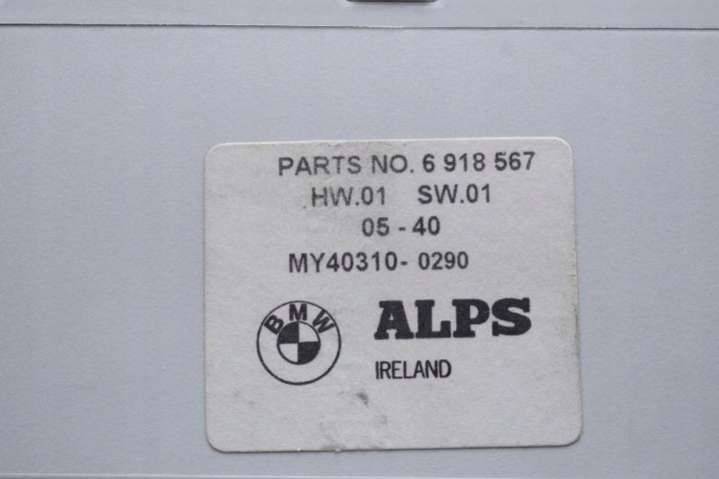 PARTS NO. 6 918 567
HW.01 SW.01
05 - 40
MY40310- 0290
BMW
ALPS
IRELAND